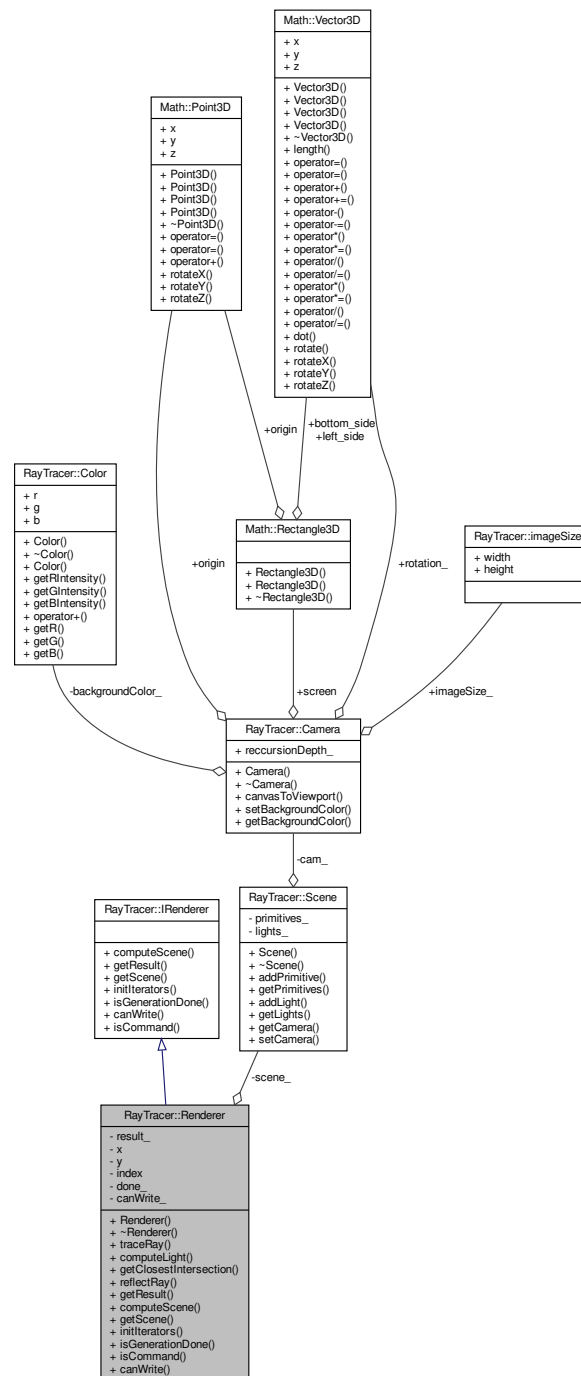 Math::Vector3D
+ x
+ y
+ z
+ Vector3D()
+ Vector3D()
+ Vector3D()
+ Vector3D()
+ ~Vector3D()
+ length()
+ operator=()
+ operator=()
+ operator+()
+ operator+=()
+ operator-()
+ operator-=()
+ operator*()
+ operator*=()
+ operator/()
+ operator/=()
+ operator*()
+ operator*=()
+ operator/()
+ operator/=()
+ dot()
+ rotate()
+ rotateX()
+ rotateY()
+ rotateZ()
Math::Point3D
+ x
+ y
+ z
+ Point3D()
+ Point3D()
+ Point3D()
+ Point3D()
+ ~Point3D()
+ operator=()
+ operator=()
+ operator+()
+ rotateX()
+ rotateY()
+ rotateZ()
+origin
+bottom_side
+left_side
RayTracer::Color
+ r
+ g
+ b
+ Color()
+ ~Color()
+ Color()
+ getRIntensity()
+ getGIntensity()
+ getBIntensity()
+ operator+()
+ getR()
+ getG()
+ getB()
+origin
Math::Rectangle3D
+ Rectangle3D()
+ Rectangle3D()
+ ~Rectangle3D()
+rotation_
RayTracer::imageSize
+ width
+ height
-backgroundColor_
+screen
+imageSize_
RayTracer::Camera
+ reccursionDepth_
+ Camera()
+ ~Camera()
+ canvasToViewport()
+ setBackgroundColor()
+ getBackgroundColor()
-cam_
RayTracer::IRenderer
+ computeScene()
+ getResult()
+ getScene()
+ initIterators()
+ isGenerationDone()
+ canWrite()
+ isCommand()
RayTracer::Scene
- primitives_
- lights_
+ Scene()
+ ~Scene()
+ addPrimitive()
+ getPrimitives()
+ addLight()
+ getLights()
+ getCamera()
+ setCamera()
-scene_
RayTracer::Renderer
- result_
- x
- y
- index
- done_
- canWrite_
+ Renderer()
+ ~Renderer()
+ traceRay()
+ computeLight()
+ getClosestIntersection()
+ reflectRay()
+ getResult()
+ computeScene()
+ getScene()
+ initIterators()
+ isGenerationDone()
+ isCommand()
+ canWrite()